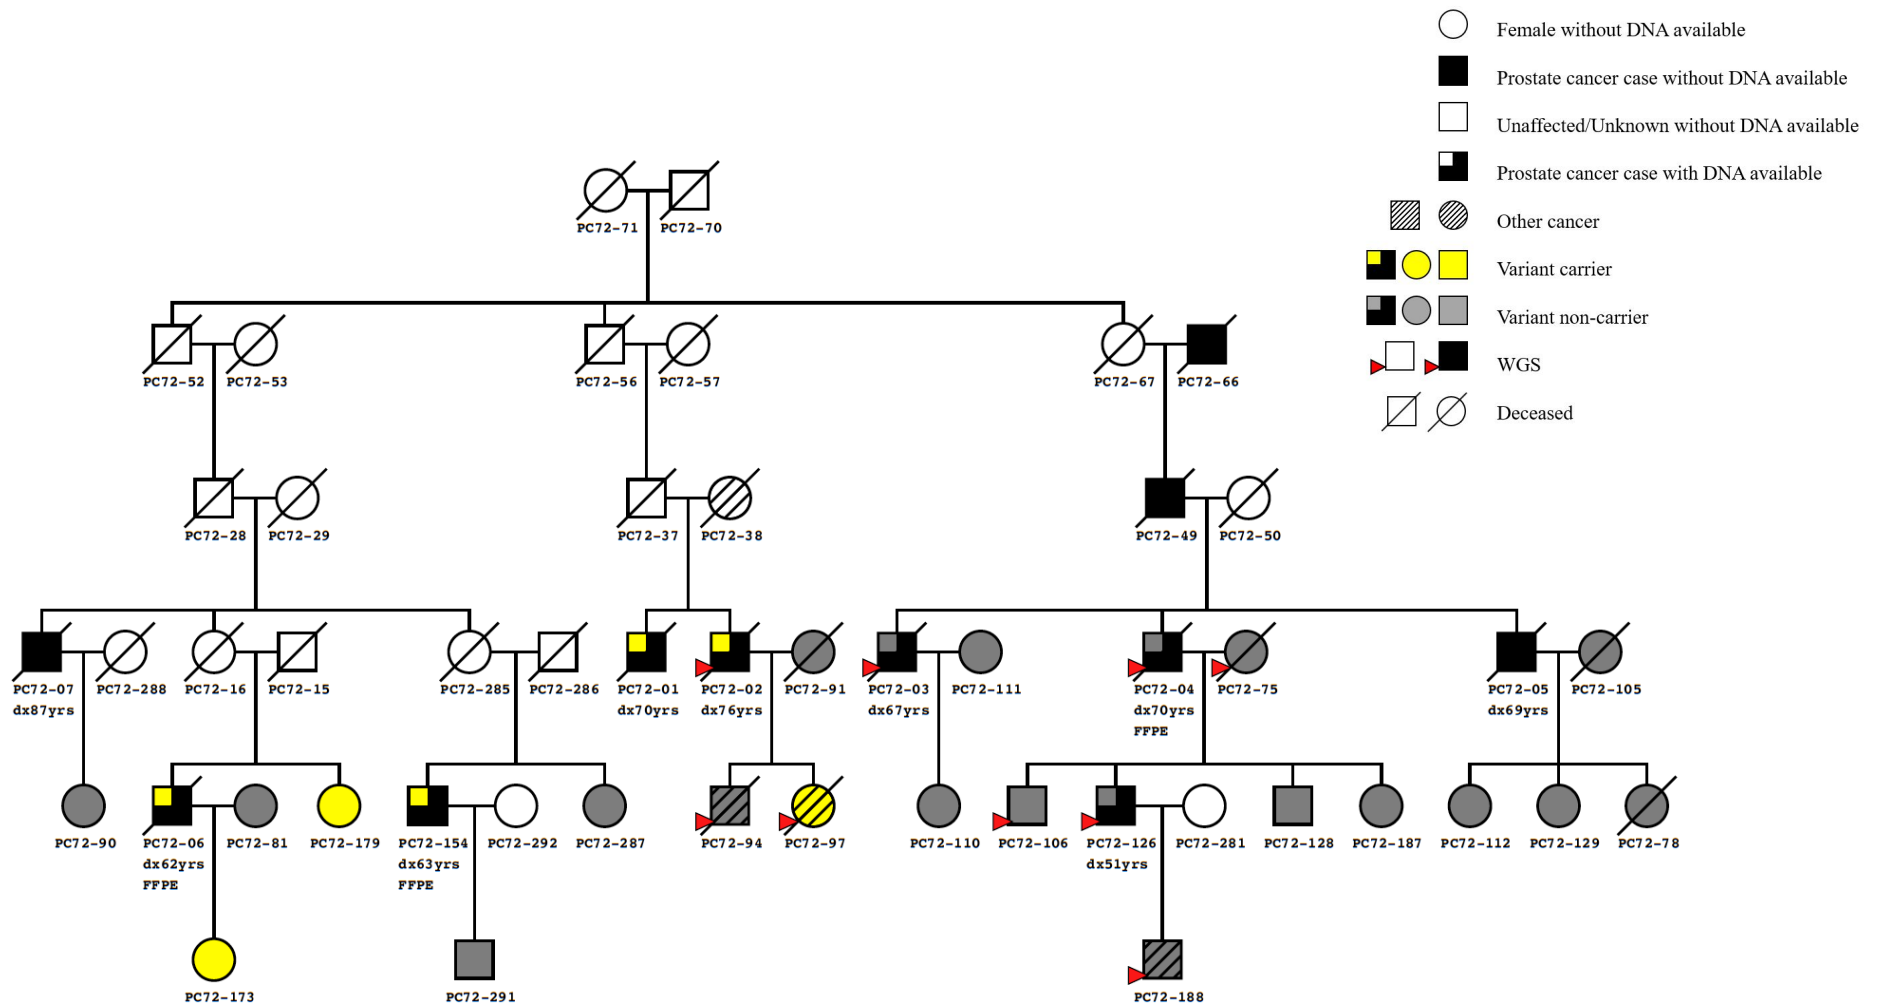 Female without DNA available
Prostate cancer case without DNA available
Unaffected/Unknown without DNA available
Prostate cancer case with DNA available
Other cancer
Variant carrier
Variant non-carrier
WGS
Deceased
PC72-71 PC72-70
PC72-52 PC72-53 PC72-56 PC72-57 PC72-67 PC72-66
PC72-28 PC72-29 PC72-37 PC72-38 PC72-49 PC72-50
PC72-07 PC72-288 PC72-16 PC72-15 PC72-285 PC72-286 PC72-01 PC72-02 PC72-91 PC72-03 PC72-111 PC72-04 PC72-75 PC72-05 PC72-105
dx87yrs dx70yrs dx76yrs dx67yrs dx70yrs dx69yrs
FFPE
PC72-90 PC72-06 PC72-81 PC72-179 PC72-154 PC72-292 PC72-287 PC72-94 PC72-97 PC72-110 PC72-106 PC72-126 PC72-281 PC72-128 PC72-187 PC72-112 PC72-129 PC72-78
dx62yrs dx63yrs dx51yrs
FFPE FFPE
PC72-173 PC72-291 PC72-188